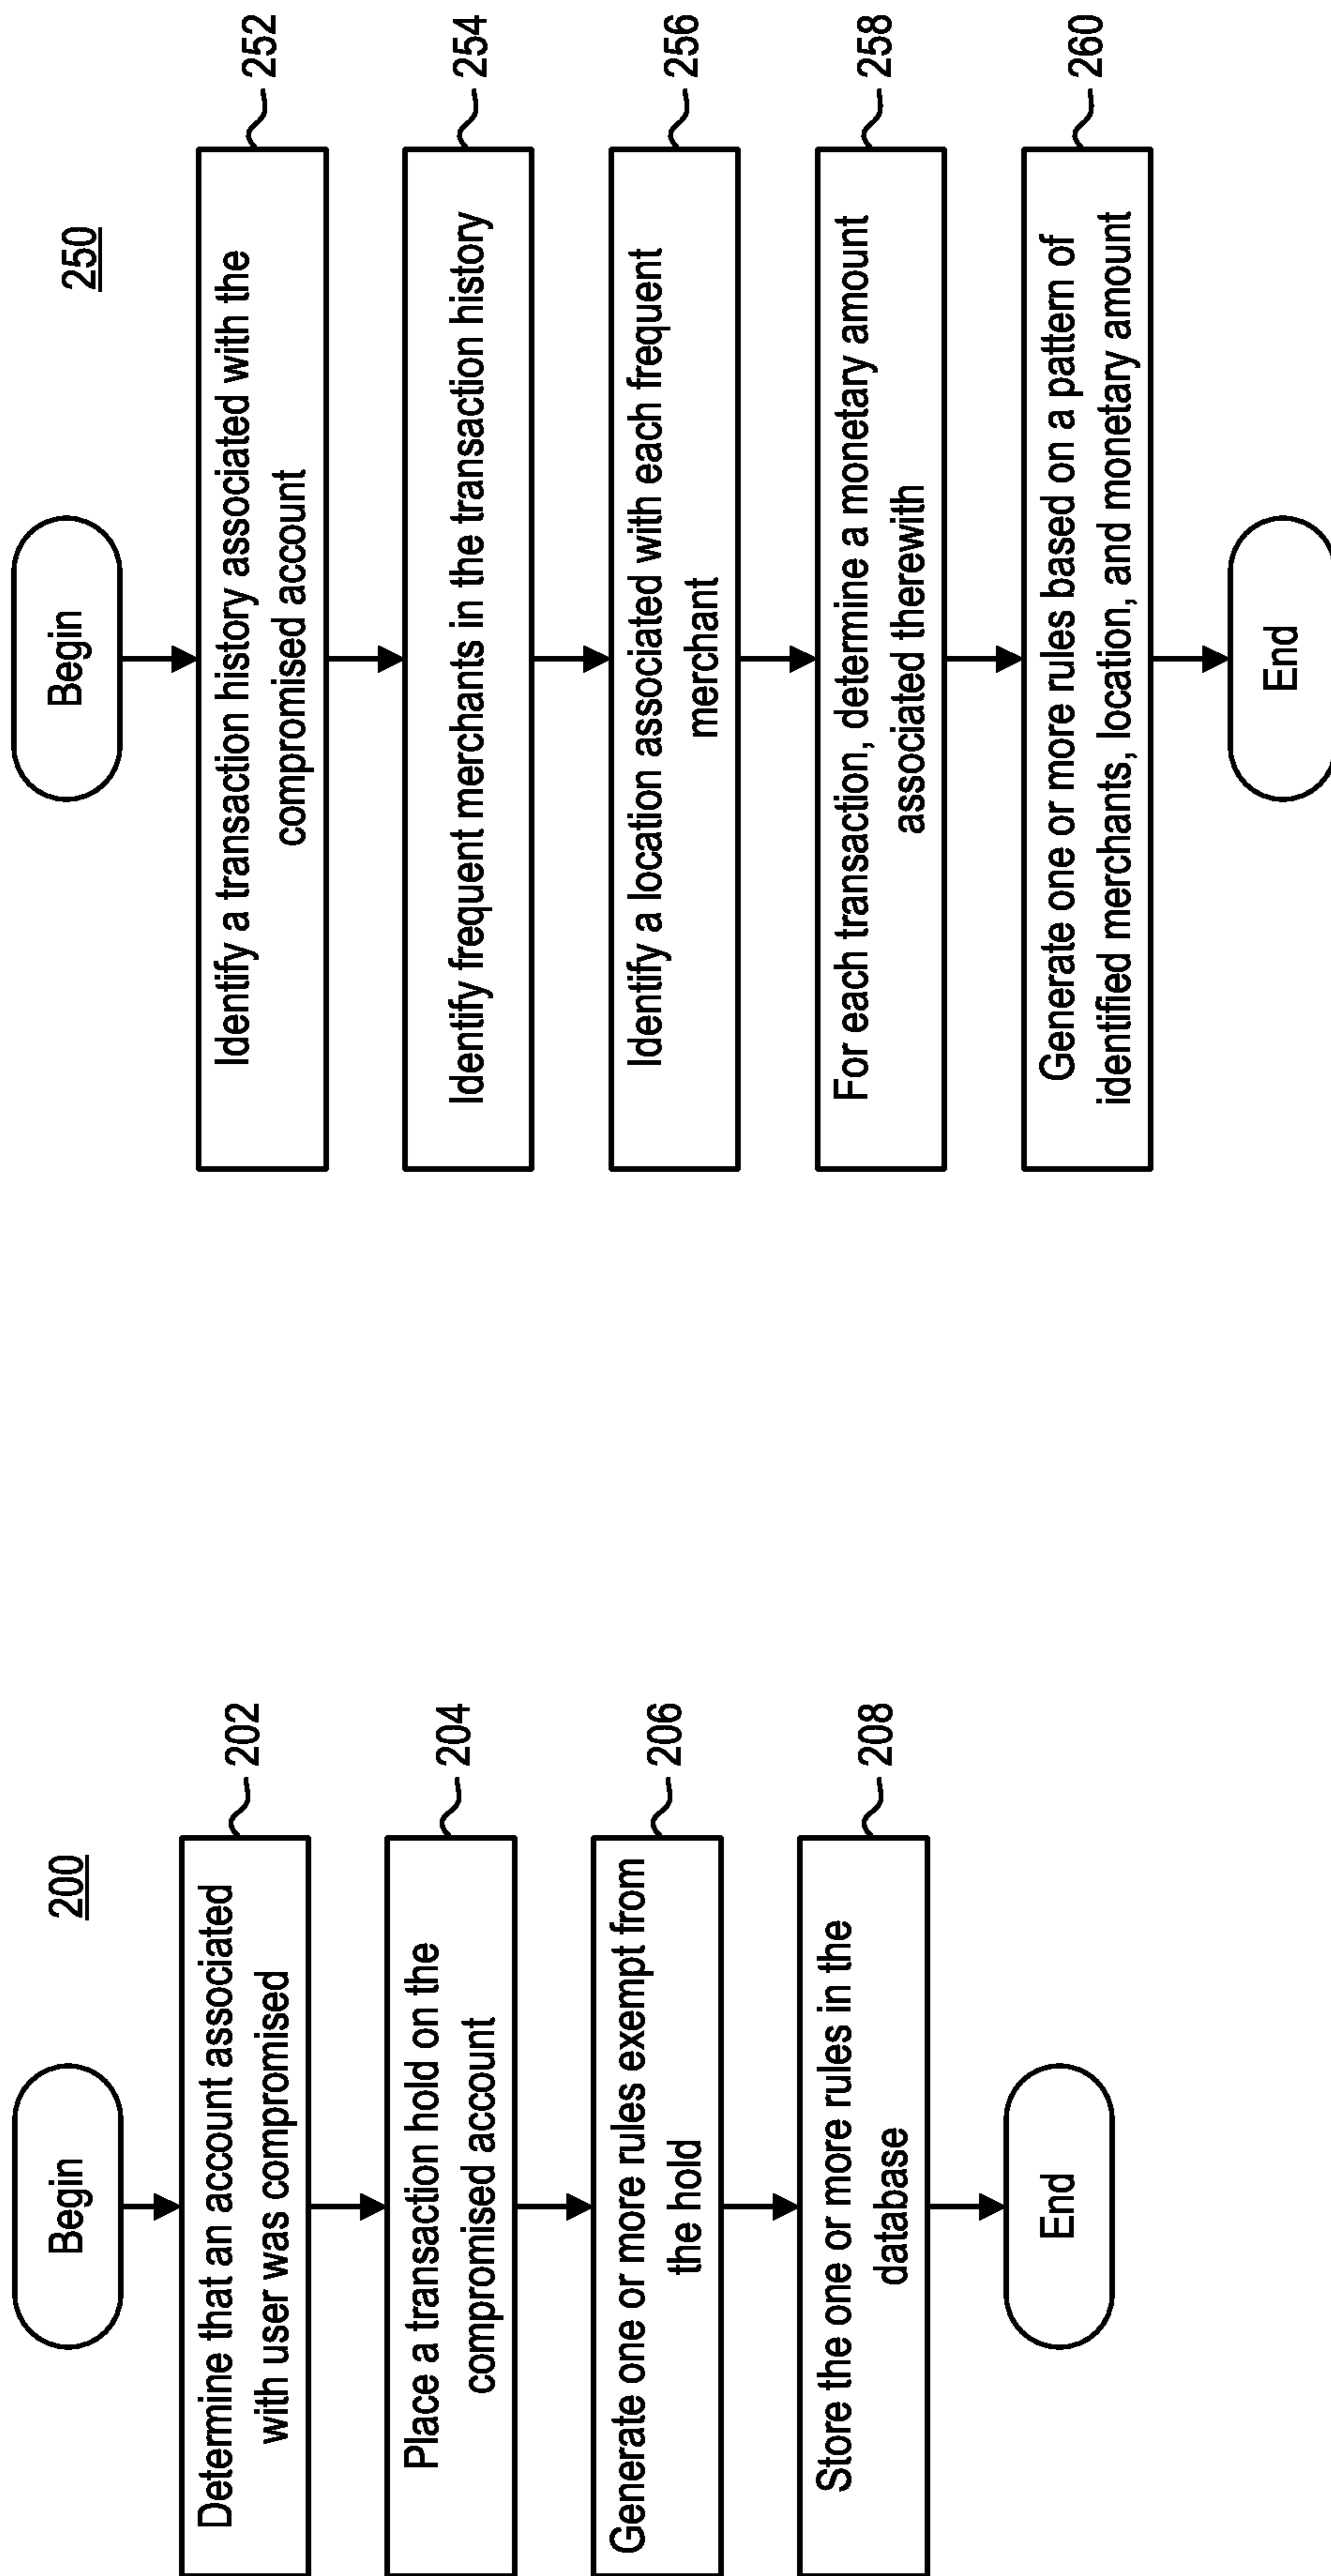 200
Begin
Determine that an account associated
with user was compromised
202
Place a transaction hold on the
compromised account
204
Generate one or more rules exempt from
the hold
206
Store the one or more rules in the
database
208
End
250
Begin
Identify a transaction history associated with the
compromised account
252
Identify frequent merchants in the transaction history
254
Identify a location associated with each frequent
merchant
256
For each transaction, determine a monetary amount
associated therewith
258
Generate one or more rules based on a pattern of
identified merchants, location, and monetary amount
260
End